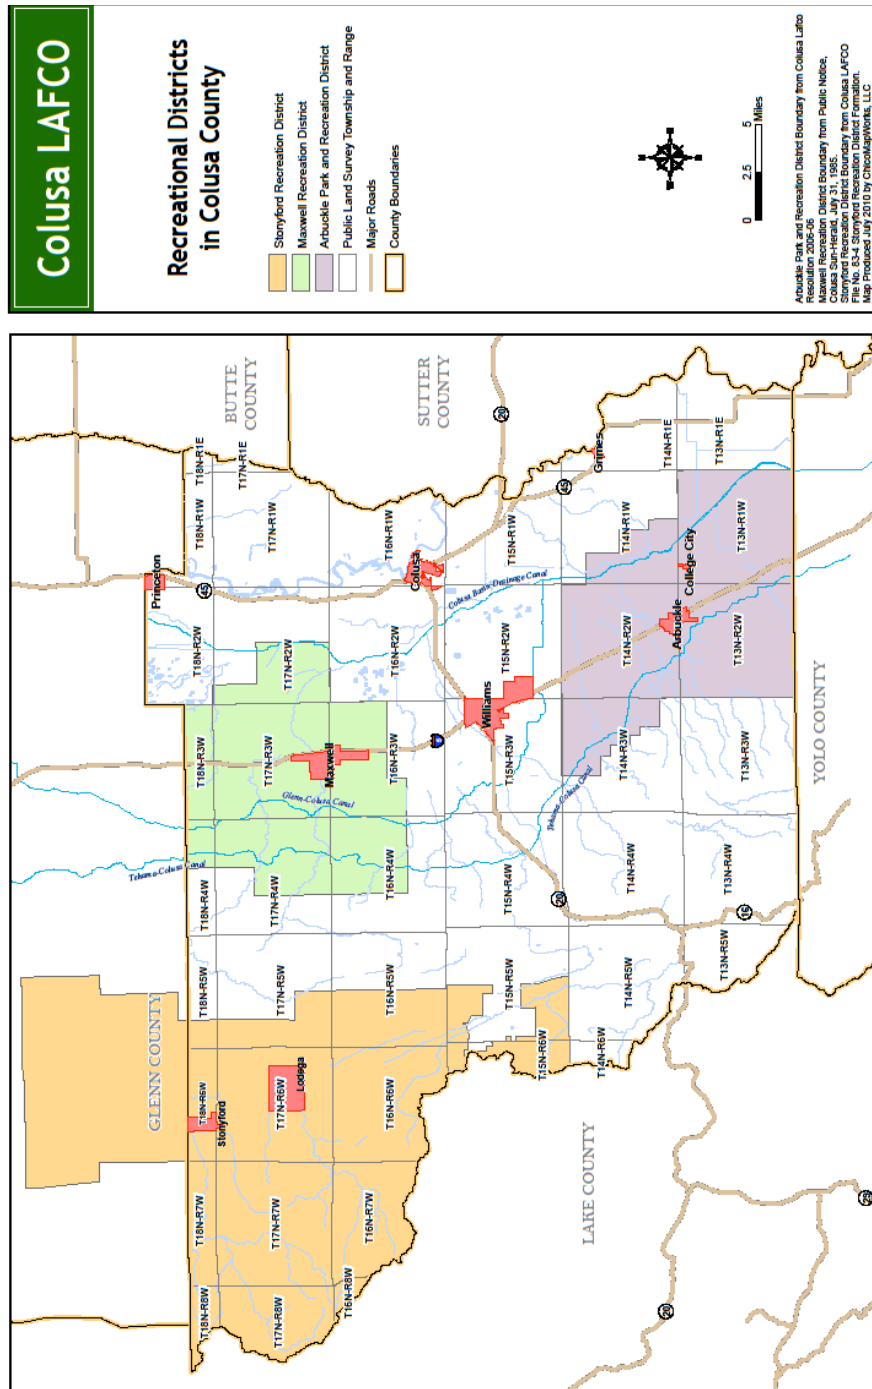 Colusa LAFCO
Recreational Districts
in Colusa County
Stonyford Recreation District
Maxwell Recreation District
Arbuckle Park and Recreation District
Public Land Survey Township and Range
Major Roads
County Boundaries
0 2.5 5
Miles
Arbuckle Park and Recreation District Boundary from Colusa Lafco
Resolution 2006-06
Maxwell Recreation District Boundary from Public Notice,
Colusa Sun-Herald, July 31, 1985.
Stonyford Recreation District Boundary from Colusa LAFCO
File No. 83-4 Stonyford Recreation District Formation.
Map Produced July 2010 by ChicoMapWorks, LLC
GLENN COUNTY
BUTTE
COUNTY
SUTTER
COUNTY
LAKE COUNTY
YOLO COUNTY
Princeton
45
Stonyford
Lodoga
Maxwell
Colusa
Williams
Grimes
Arbuckle
College City
Tehama-Colusa Canal
Glenn-Colusa Canal
Colusa Basin Drainage Canal
Tehama-Colusa Canal
20
20
45
16
20
29
T18N-R8W
T18N-R7W
T18N-R6W
T18N-R5W
T18N-R4W
T18N-R3W
T18N-R2W
T18N-R1W
T18N-R1E
T17N-R8W
T17N-R7W
T17N-R6W
T17N-R5W
T17N-R4W
T17N-R3W
T17N-R2W
T17N-R1W
T17N-R1E
T16N-R8W
T16N-R7W
T16N-R6W
T16N-R5W
T16N-R4W
T16N-R3W
T16N-R2W
T16N-R1W
T15N-R6W
T15N-R5W
T15N-R4W
T15N-R3W
T15N-R2W
T15N-R1W
T14N-R6W
T14N-R5W
T14N-R4W
T14N-R3W
T14N-R2W
T14N-R1W
T14N-R1E
T13N-R5W
T13N-R4W
T13N-R3W
T13N-R2W
T13N-R1W
T13N-R1E